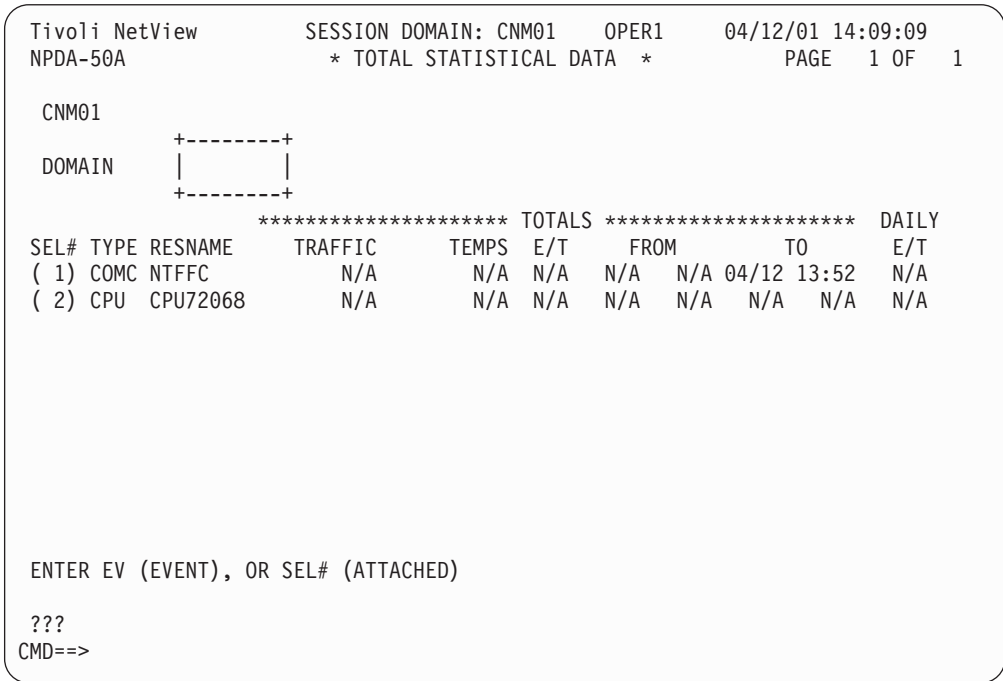 Tivoli NetView          SESSION DOMAIN: CNM01    OPER1     04/12/01 14:09:09
NPDA-50A                 * TOTAL STATISTICAL DATA  *           PAGE   1 OF   1
CNM01
            +--------+
DOMAIN      |        |
            +--------+
                   ********************* TOTALS *********************  DAILY
SEL# TYPE RESNAME     TRAFFIC      TEMPS  E/T     FROM         TO       E/T
( 1) COMC NTFFC           N/A        N/A  N/A   N/A   N/A 04/12 13:52   N/A
( 2) CPU  CPU72068        N/A        N/A  N/A   N/A   N/A   N/A   N/A   N/A
ENTER EV (EVENT), OR SEL# (ATTACHED)
???
CMD==>